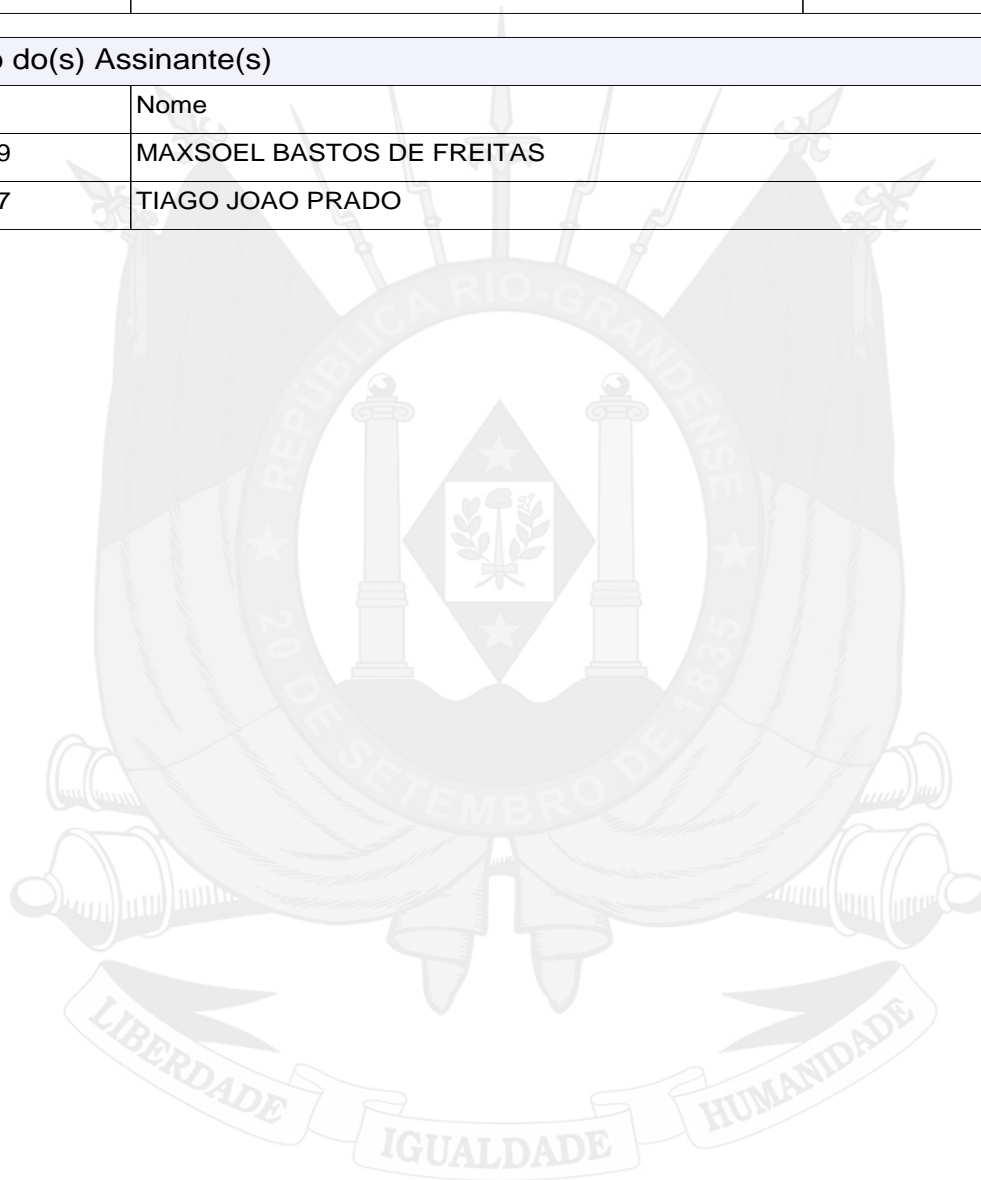 do(s) Assinante(s)
Nome
9 MAXSOEL BASTOS DE FREITAS
7 TIAGO JOAO PRADO
REPÚBLICA RIO-GRANDENSE
20 DE SETEMBRO DE 1835
LIBERDADE IGUALDADE HUMANIDADE